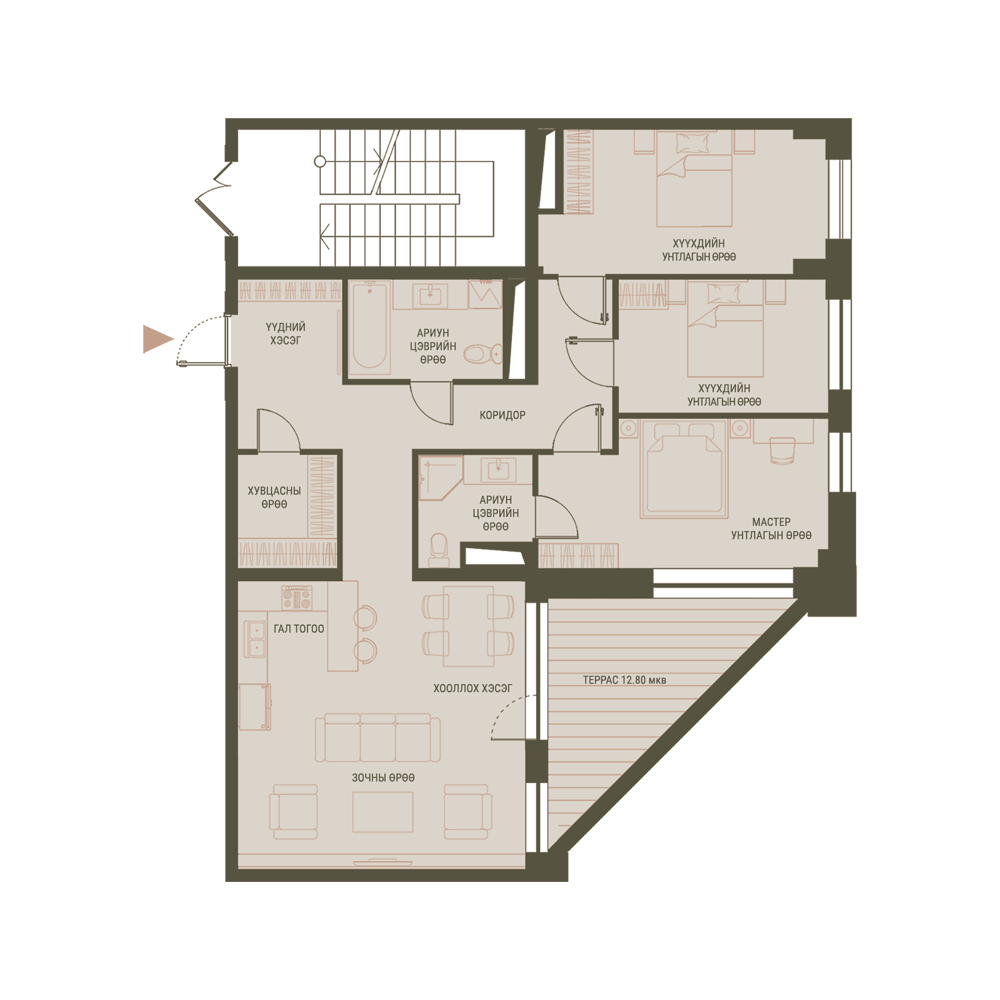 ХҮҮХДИЙН
УНТЛАГЫН ӨРӨӨ
ҮҮДНИЙ
ХЭСЭГ
АРИУН
ЦЭВРИЙН
ӨРӨӨ
ХҮҮХДИЙН
УНТЛАГЫН ӨРӨӨ
КОРИДОР
ХУВЦАСНЫ
ӨРӨӨ
АРИУН
ЦЭВРИЙН
ӨРӨӨ
МАСТЕР
УНТЛАГЫН ӨРӨӨ
ГАЛ ТОГОО
ХООЛЛОХ ХЭСЭГ
ТЕРРАС 12.80 мкв
ЗОЧНЫ ӨРӨӨ